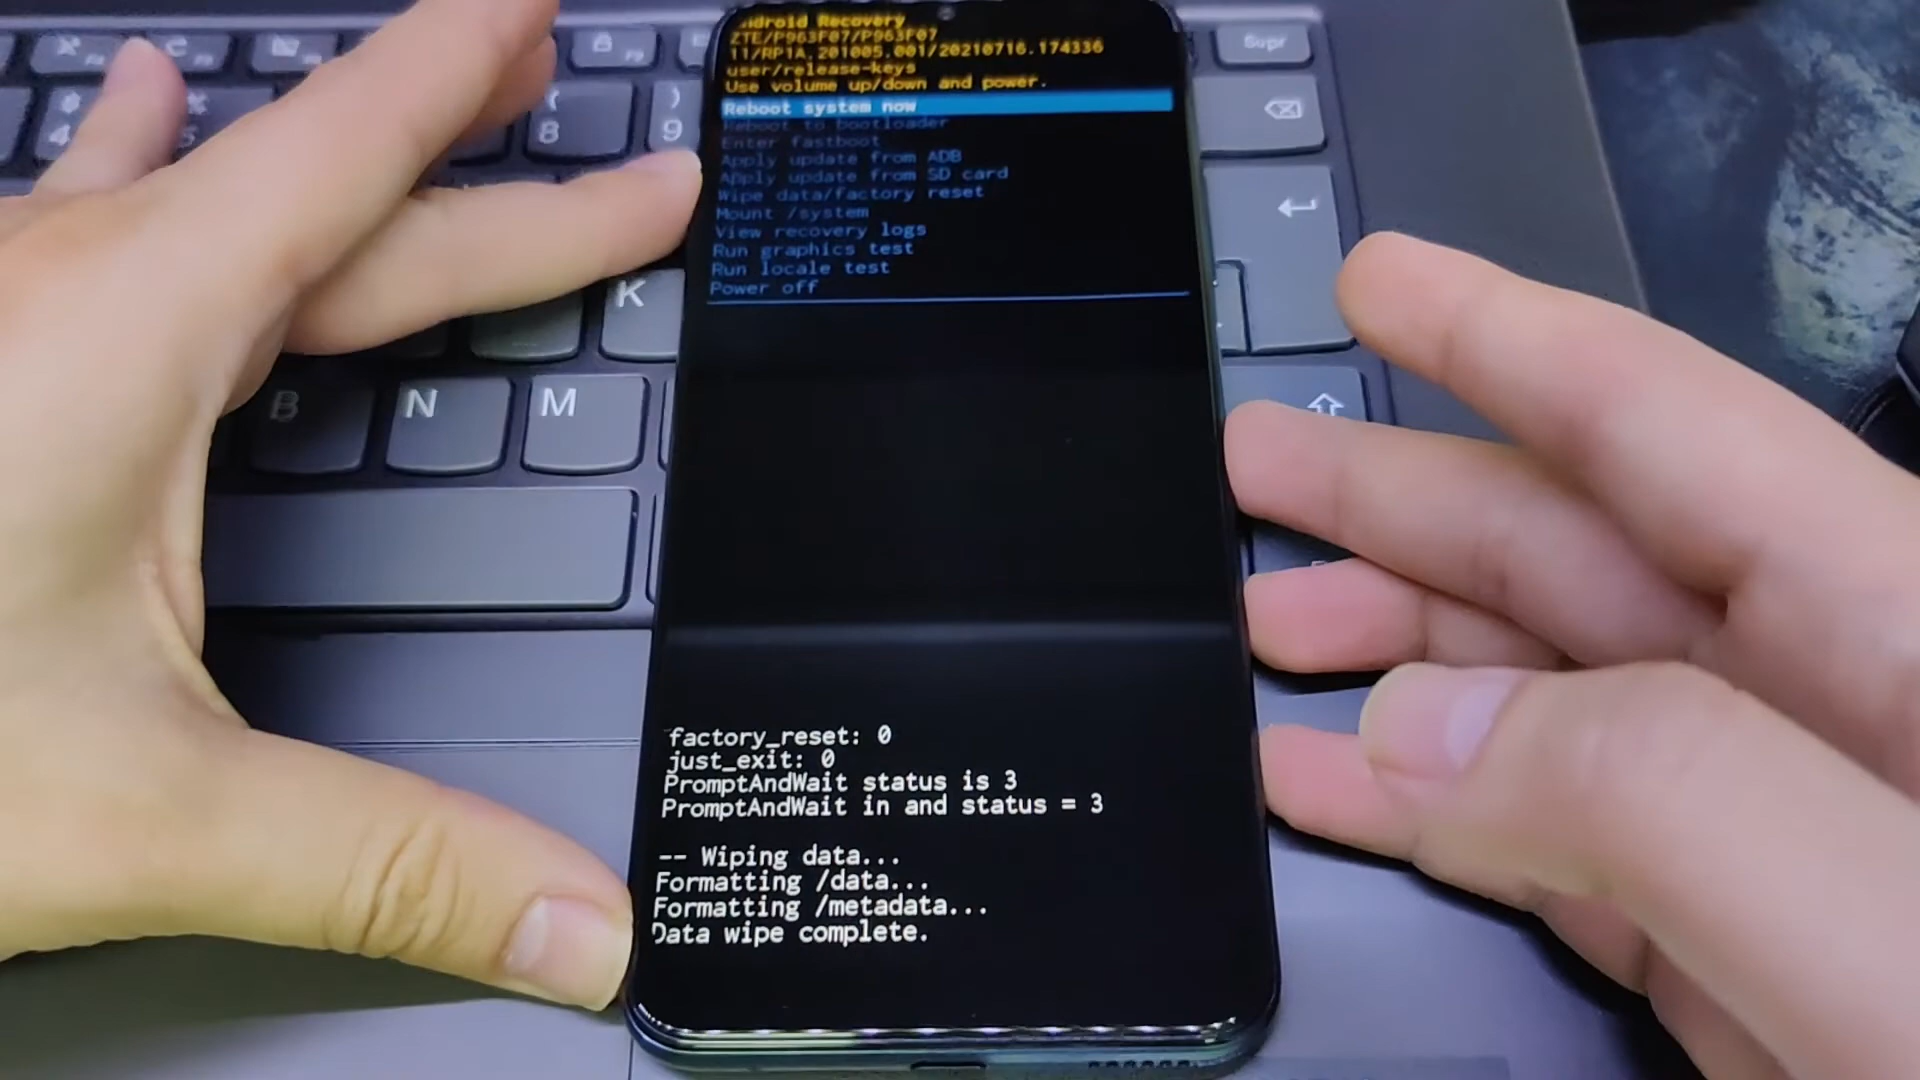 Android Recovery
ZTE/P963F07/P963F07
11/RP1A.201005.001/20210716.174336
user/release-keys
Use volume up/down and power.
Reboot system now
Reboot to bootloader
Enter fastboot
Apply update from ADB
Apply update from SD card
Wipe data/factory reset
Mount /system
View recovery logs
Run graphics test
Run locale test
Power off
factory_reset: 0
just_exit: 0
PromptAndWait status is 3
PromptAndWait in and status = 3
-- Wiping data...
Formatting /data...
Formatting /metadata...
Data wipe complete.
Supr
4
5
8
)
9
K
B
N
M